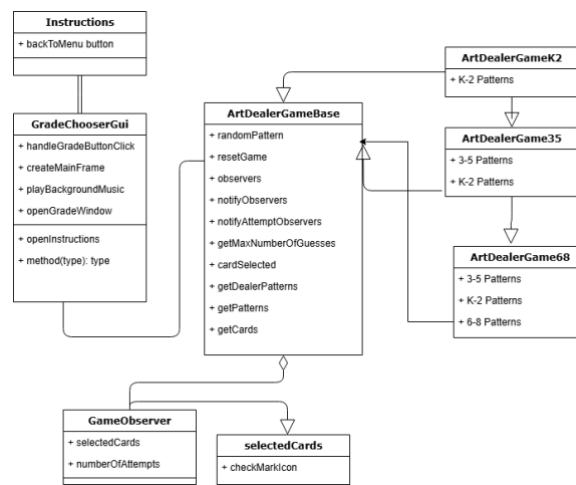 Instructions
+ backToMenu button
GradeChooserGui
+ handleGradeButtonClick
+ createMainFrame
+ playBackgroundMusic
+ openGradeWindow
+ openInstructions
+ method(type): type
ArtDealerGameBase
+ randomPattern
+ resetGame
+ observers
+ notifyObservers
+ notifyAttemptObservers
+ getMaxNumberOfGuesses
+ cardSelected
+ getDealerPatterns
+ getPatterns
+ getCards
ArtDealerGameK2
+ K-2 Patterns
ArtDealerGame35
+ 3-5 Patterns
+ K-2 Patterns
ArtDealerGame68
+ 3-5 Patterns
+ K-2 Patterns
+ 6-8 Patterns
GameObserver
+ selectedCards
+ numberOfAttempts
selectedCards
+ checkMarkIcon